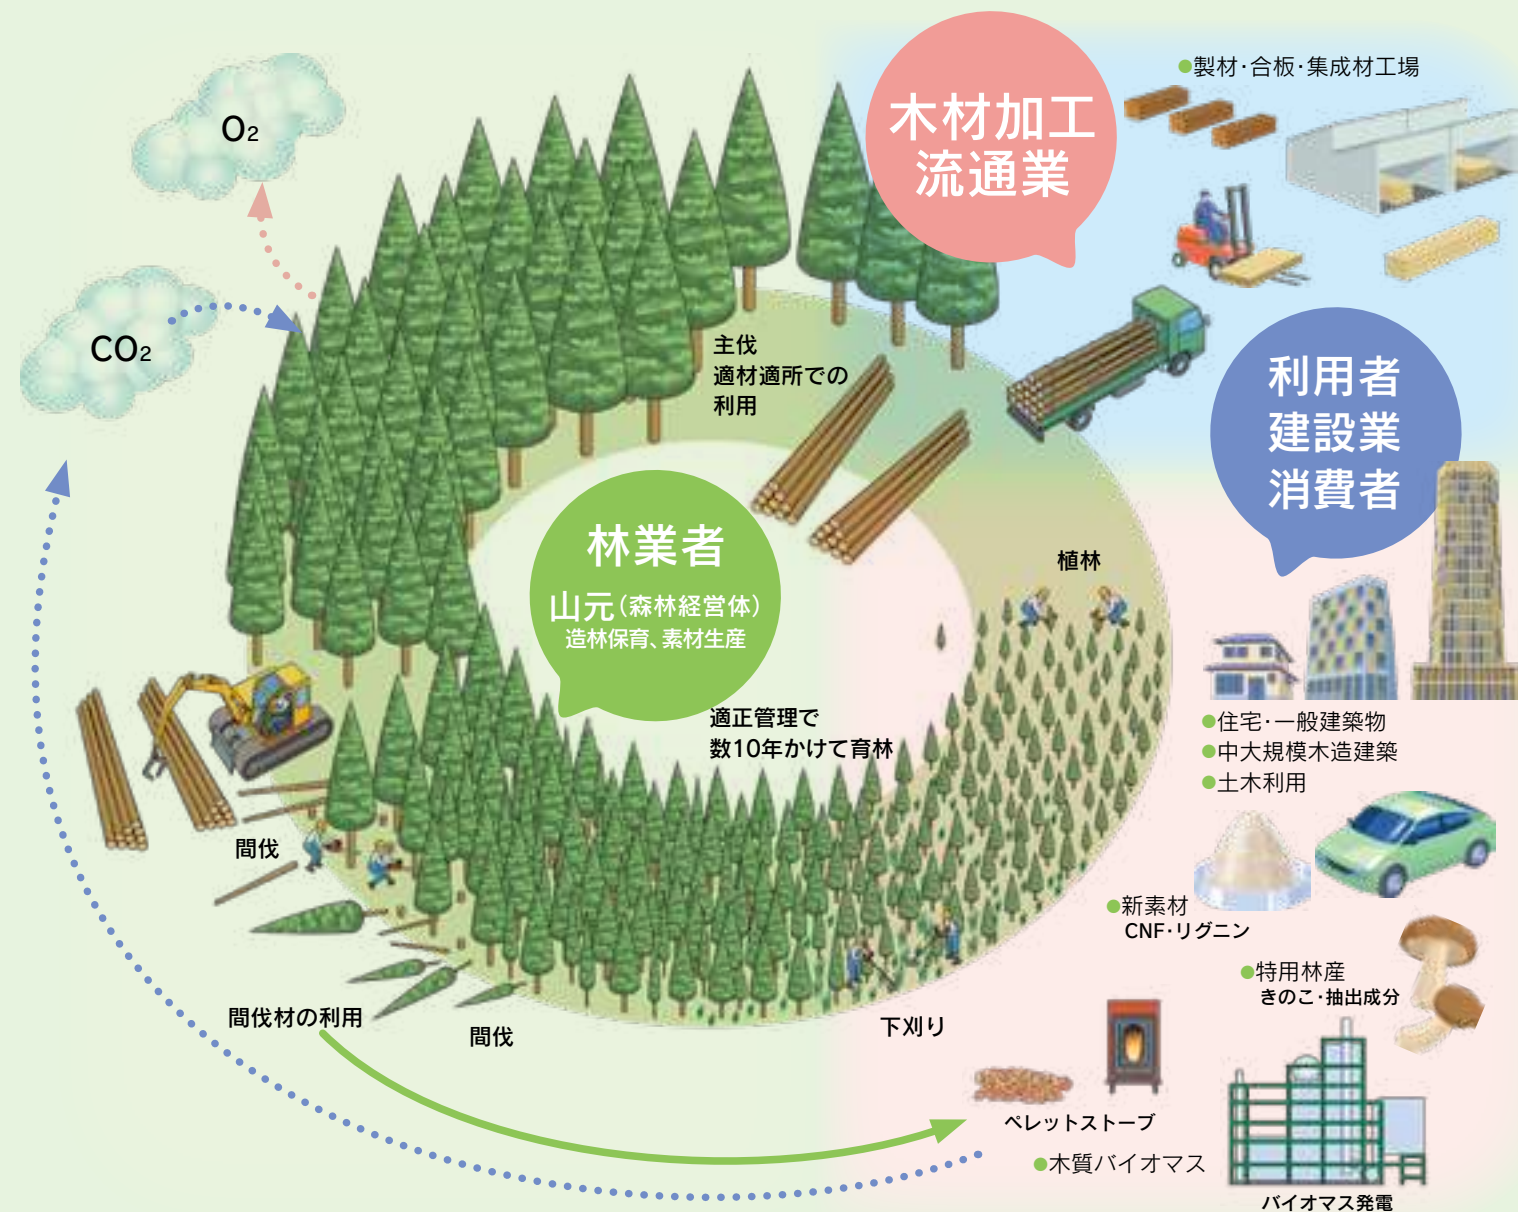 O2
CO2
木材加工
流通業
●製材・合板・集成材工場
主伐
適材適所での
利用
利用者
建設業
消費者
林業者
山元(森林経営体)
造林保育、素材生産
植林
適正管理で
数10年かけて育林
●住宅・一般建築物
●中大規模木造建築
●土木利用
間伐
●新素材
CNF・リグニン
●特用林産
きのこ・抽出成分
間伐材の利用
間伐
下刈り
ペレットストーブ
●木質バイオマス
バイオマス発電